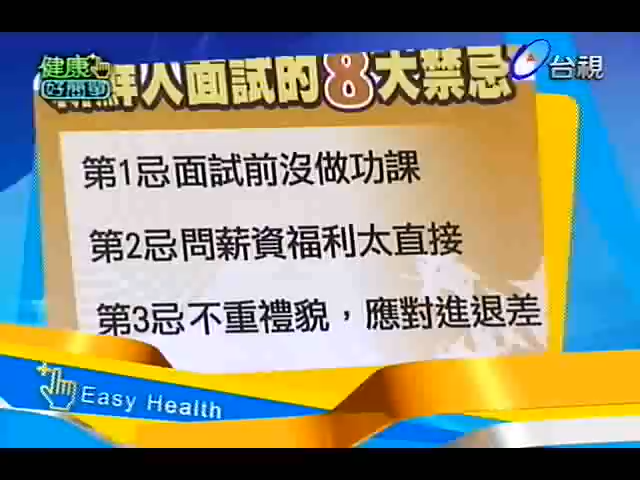 健康
好簡單
台視
鮮人面試的8大禁忌
第1忌面試前沒做功課
第2忌問薪資福利太直接
第3忌不重禮貌，應對進退差
Easy Health